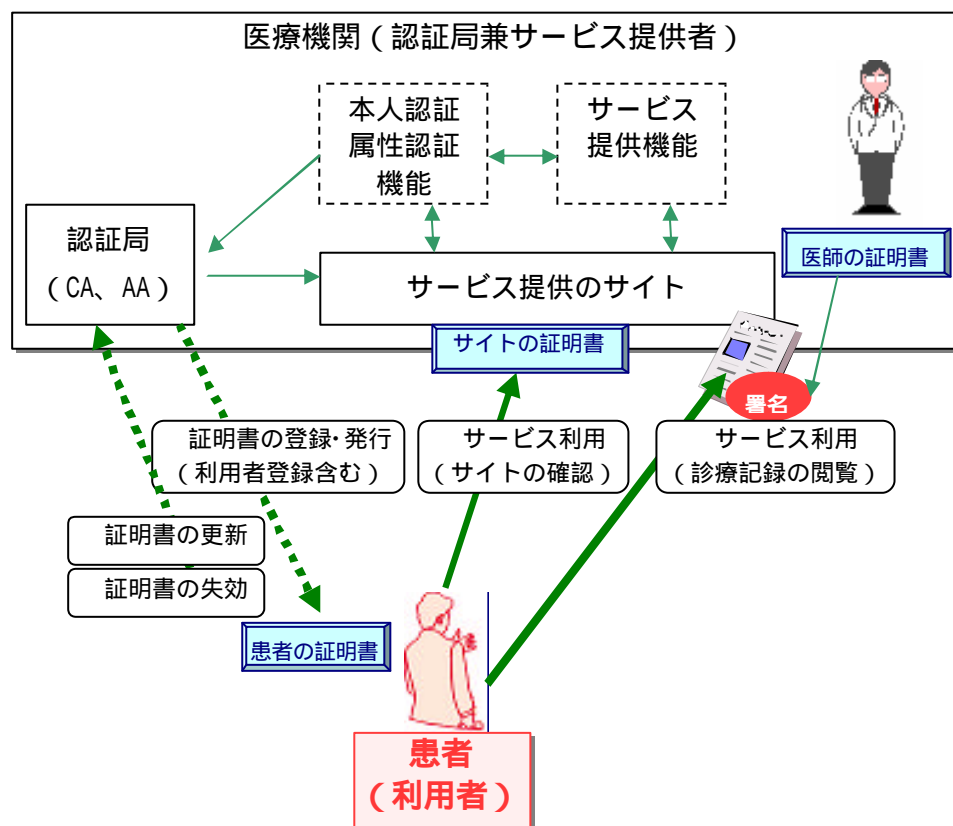 医療機関(認証局兼サービス提供者)
本人認証
属性認証
機能
サービス
提供機能
認証局
(CA、AA)
サービス提供のサイト
医師の証明書
サイトの証明書
署名
証明書の登録・発行
(利用者登録含む)
サービス利用
(サイトの確認)
サービス利用
(診療記録の閲覧)
証明書の更新
証明書の失効
患者の証明書
患者
(利用者)